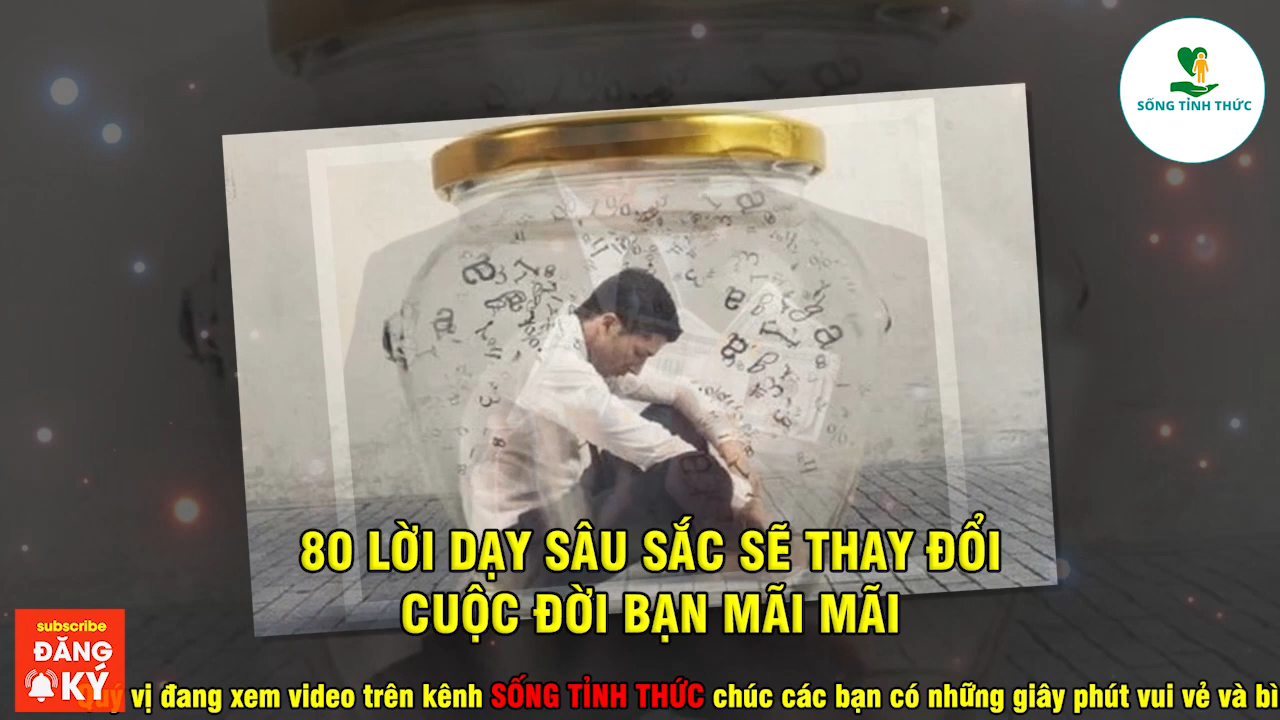 SỐNG TỈNH THỨC
80 LỜI DẠY SÂU SẮC SẼ THAY ĐỔI
CUỘC ĐỜI BẠN MÃI MÃI
subscribe
ĐĂNG
KÝ
Quý vị đang xem video trên kênh SỐNG TỈNH THỨC chúc các bạn có những giây phút vui vẻ và bì